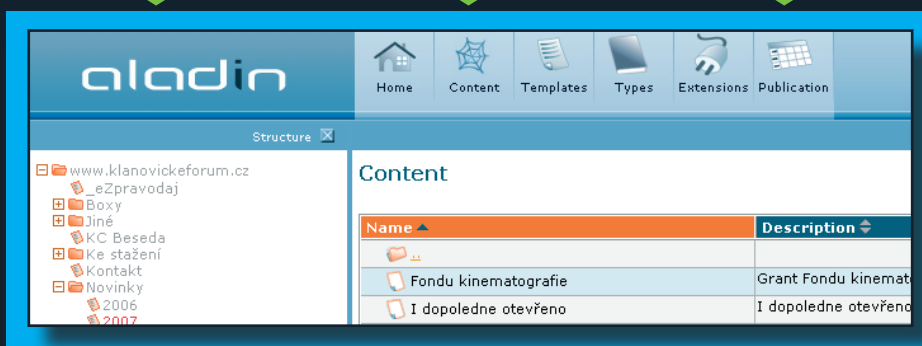 aladin
Home Content Templates Types Extensions Publication
Structure
www.klanovickeforum.cz
_eZpravodaj
Boxy
Jiné
KC Beseda
Ke stažení
Kontakt
Novinky
2006
2007
Content
Name Description
..
Fondu kinematografie Grant Fondu kinemat
I dopoledne otevřeno I dopoledne otevřeno